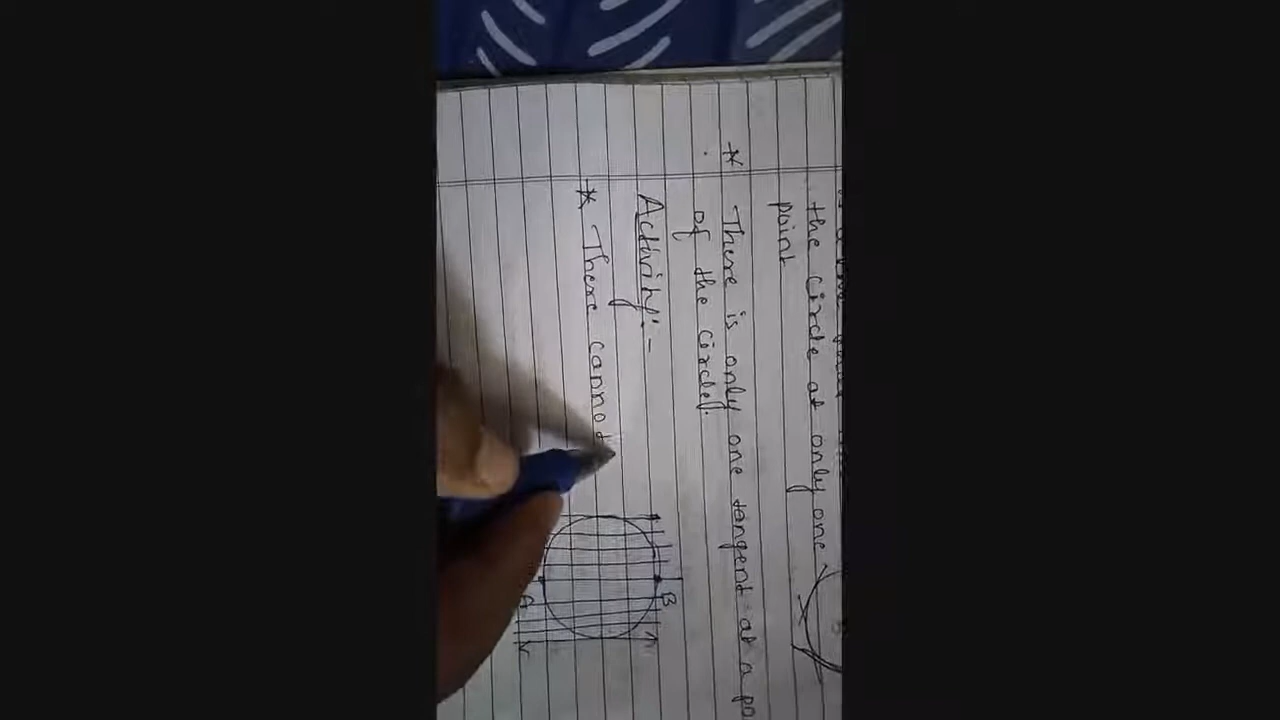 the circle at only one
point
* There is only one tangent at a po
of the circle.
Activity :-
* There cannot
B
A